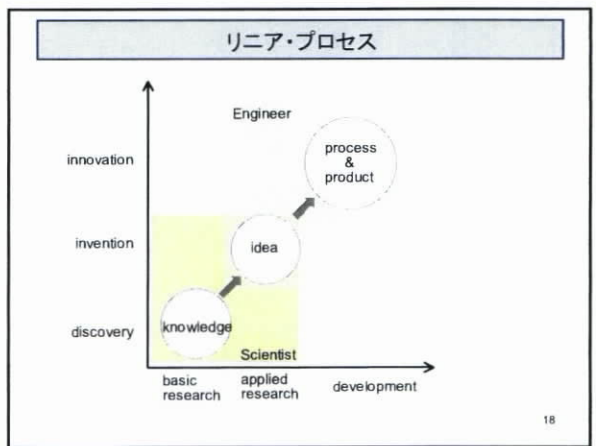 リニア・プロセス
Engineer
innovation
process
&
product
invention
idea
discovery
knowledge
Scientist
basic
research
applied
research
development
18